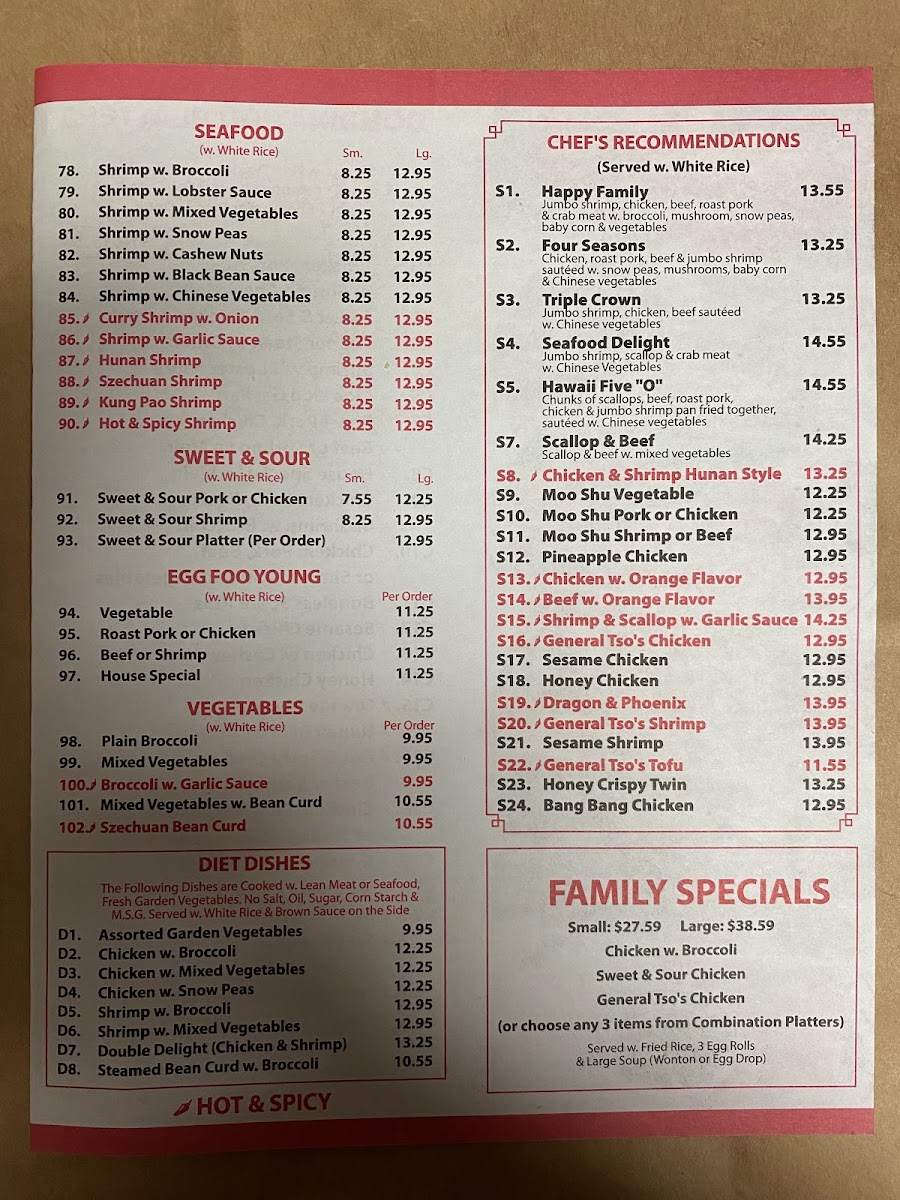 SEAFOOD
(w. White Rice) Sm. Lg.
78. Shrimp w. Broccoli 8.25 12.95
79. Shrimp w. Lobster Sauce 8.25 12.95
80. Shrimp w. Mixed Vegetables 8.25 12.95
81. Shrimp w. Snow Peas 8.25 12.95
82. Shrimp w. Cashew Nuts 8.25 12.95
83. Shrimp w. Black Bean Sauce 8.25 12.95
84. Shrimp w. Chinese Vegetables 8.25 12.95
85. Curry Shrimp w. Onion 8.25 12.95
86. Shrimp w. Garlic Sauce 8.25 12.95
87. Hunan Shrimp 8.25 12.95
88. Szechuan Shrimp 8.25 12.95
89. Kung Pao Shrimp 8.25 12.95
90. Hot & Spicy Shrimp 8.25 12.95
SWEET & SOUR
(w. White Rice) Sm. Lg.
91. Sweet & Sour Pork or Chicken 7.55 12.25
92. Sweet & Sour Shrimp 8.25 12.95
93. Sweet & Sour Platter (Per Order) 12.95
EGG FOO YOUNG
(w. White Rice) Per Order
94. Vegetable 11.25
95. Roast Pork or Chicken 11.25
96. Beef or Shrimp 11.25
97. House Special 11.25
VEGETABLES
(w. White Rice) Per Order
98. Plain Broccoli 9.95
99. Mixed Vegetables 9.95
100. Broccoli w. Garlic Sauce 9.95
101. Mixed Vegetables w. Bean Curd 10.55
102. Szechuan Bean Curd 10.55
DIET DISHES
The Following Dishes are Cooked w. Lean Meat or Seafood,
Fresh Garden Vegetables. No Salt, Oil, Sugar, Corn Starch &
M.S.G. Served w. White Rice & Brown Sauce on the Side
D1. Assorted Garden Vegetables 9.95
D2. Chicken w. Broccoli 12.25
D3. Chicken w. Mixed Vegetables 12.25
D4. Chicken w. Snow Peas 12.25
D5. Shrimp w. Broccoli 12.95
D6. Shrimp w. Mixed Vegetables 12.95
D7. Double Delight (Chicken & Shrimp) 13.25
D8. Steamed Bean Curd w. Broccoli 10.55
HOT & SPICY
CHEF'S RECOMMENDATIONS
(Served w. White Rice)
S1. Happy Family 13.55
Jumbo shrimp, chicken, beef, roast pork
& crab meat w. broccoli, mushroom, snow peas,
baby corn & vegetables
S2. Four Seasons 13.25
Chicken, roast pork, beef & jumbo shrimp
sautéed w. snow peas, mushrooms, baby corn
& Chinese vegetables
S3. Triple Crown 13.25
Jumbo shrimp, chicken, beef sautéed
w. Chinese vegetables
S4. Seafood Delight 14.55
Jumbo shrimp, scallop & crab meat
w. Chinese Vegetables
S5. Hawaii Five "O" 14.55
Chunks of scallops, beef, roast pork,
chicken & jumbo shrimp pan fried together,
sautéed w. Chinese vegetables
S7. Scallop & Beef 14.25
Scallop & beef w. mixed vegetables
S8. Chicken & Shrimp Hunan Style 13.25
S9. Moo Shu Vegetable 12.25
S10. Moo Shu Pork or Chicken 12.25
S11. Moo Shu Shrimp or Beef 12.95
S12. Pineapple Chicken 12.95
S13. Chicken w. Orange Flavor 12.95
S14. Beef w. Orange Flavor 13.95
S15. Shrimp & Scallop w. Garlic Sauce 14.25
S16. General Tso's Chicken 12.95
S17. Sesame Chicken 12.95
S18. Honey Chicken 12.95
S19. Dragon & Phoenix 13.95
S20. General Tso's Shrimp 13.95
S21. Sesame Shrimp 13.95
S22. General Tso's Tofu 11.55
S23. Honey Crispy Twin 13.25
S24. Bang Bang Chicken 12.95
FAMILY SPECIALS
Small: $27.59 Large: $38.59
Chicken w. Broccoli
Sweet & Sour Chicken
General Tso's Chicken
(or choose any 3 items from Combination Platters)
Served w. Fried Rice, 3 Egg Rolls
& Large Soup (Wonton or Egg Drop)